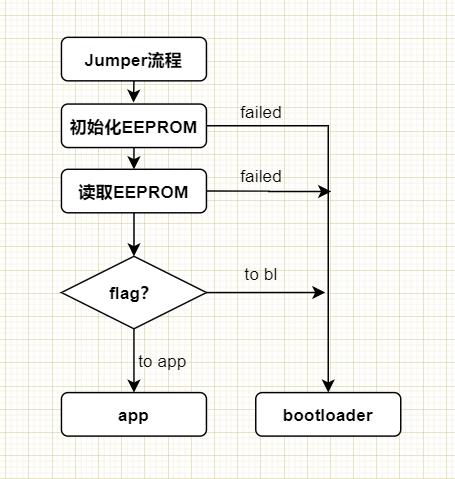 Jumper流程
初始化EEPROM
failed
读取EEPROM
failed
flag?
to bl
to app
app
bootloader